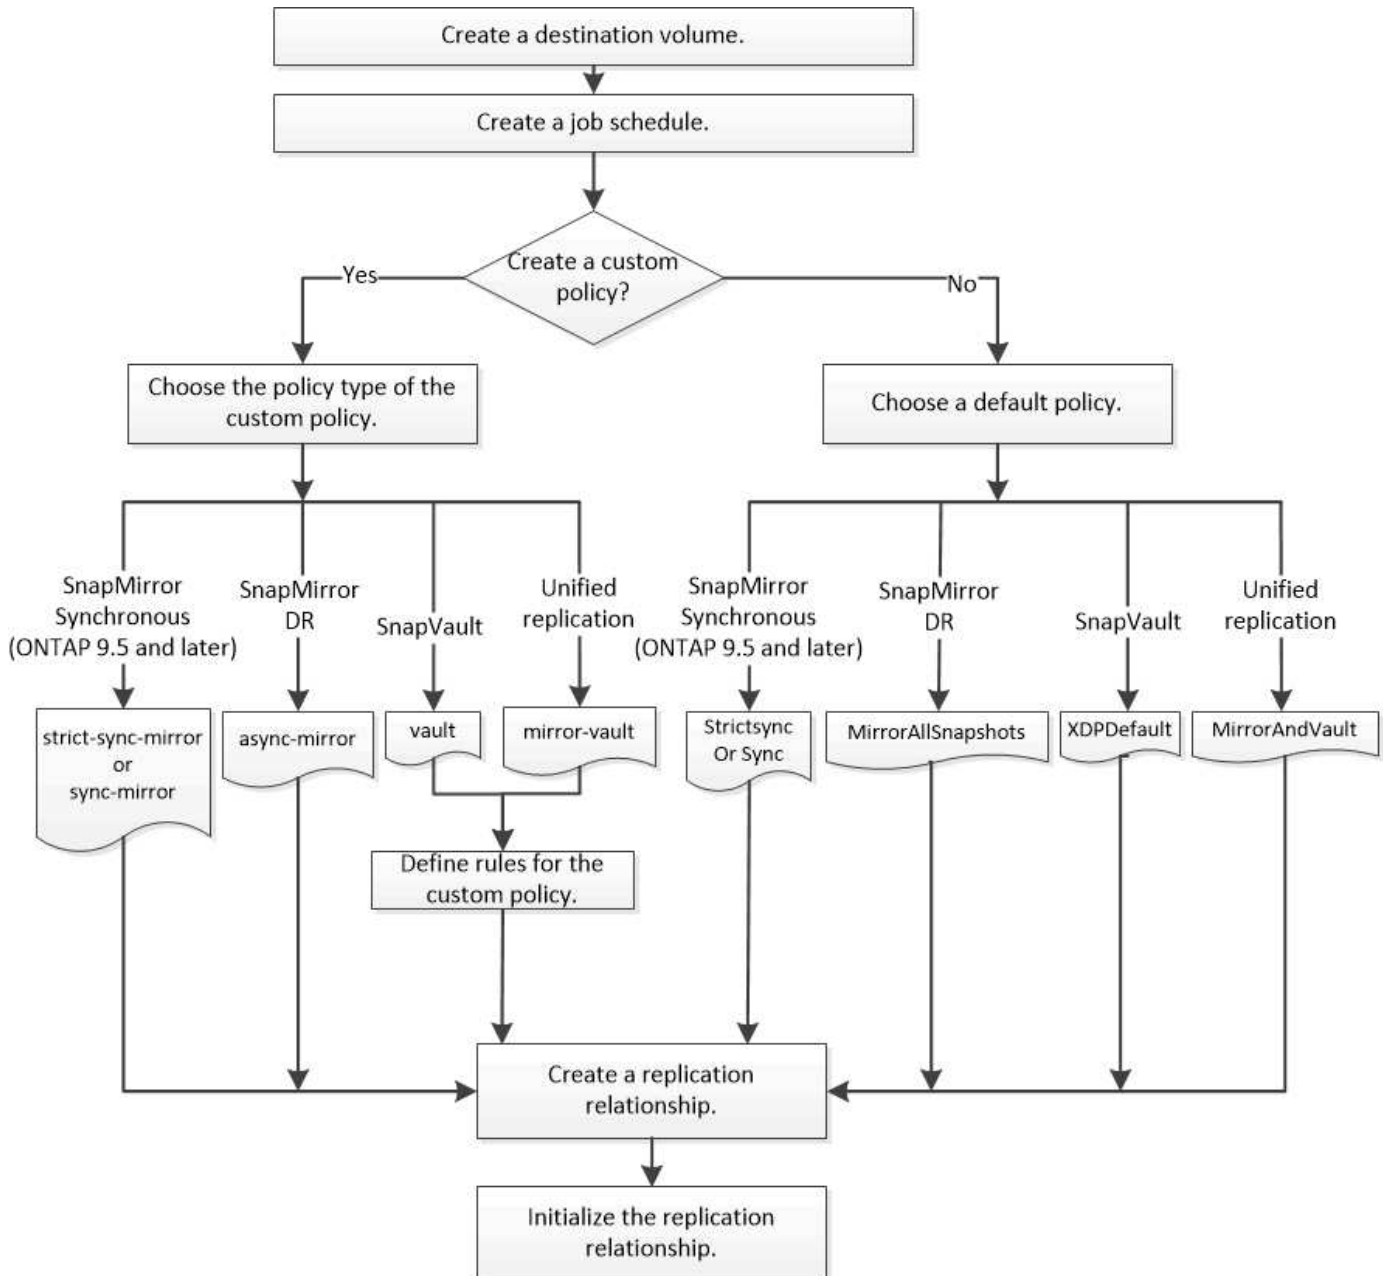 Create a destination volume.
Create a job schedule.
Create a custom
policy?
Yes
No
Choose the policy type of the
custom policy.
Choose a default policy.
SnapMirror
Synchronous
(ONTAP 9.5 and later)
SnapMirror
DR
SnapVault
Unified
replication
SnapMirror
Synchronous
(ONTAP 9.5 and later)
SnapMirror
DR
SnapVault
Unified
replication
strict-sync-mirror
or
sync-mirror
async-mirror
vault
mirror-vault
Strictsync
Or Sync
MirrorAllSnapshots
XDPDefault
MirrorAndVault
Define rules for the
custom policy.
Create a replication
relationship.
Initialize the replication
relationship.